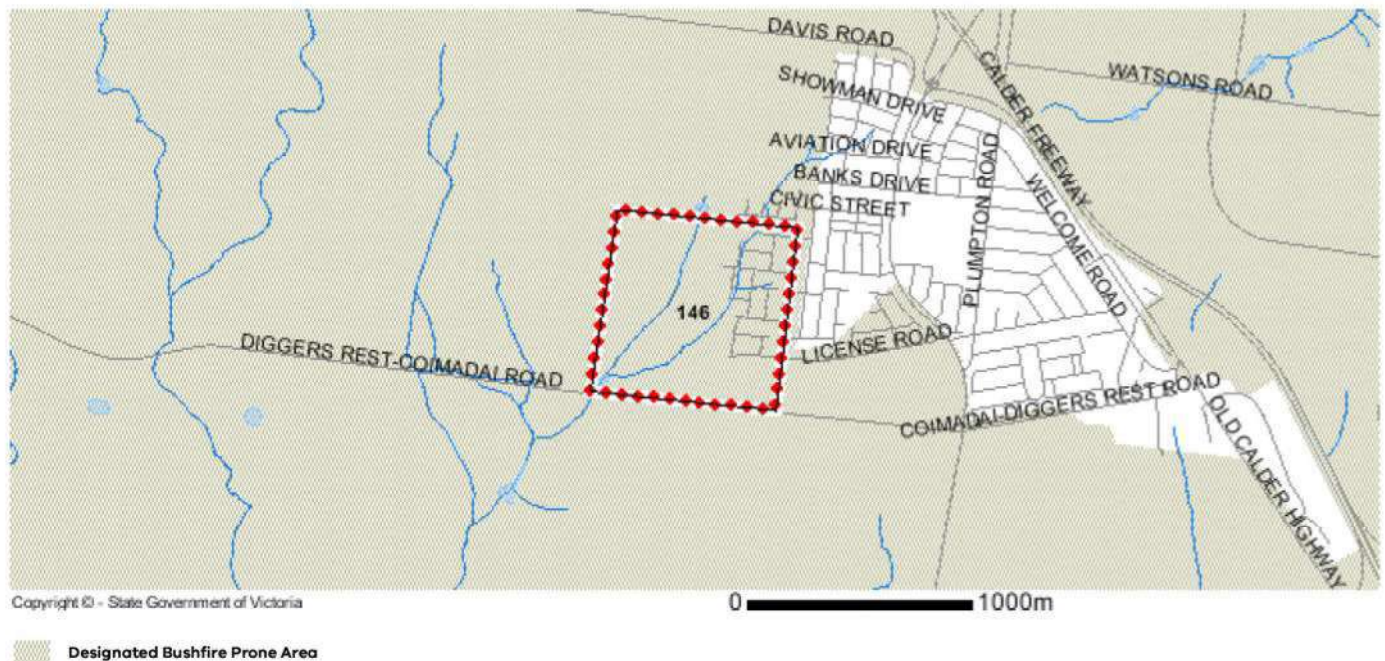 DAVIS ROAD
CALDER FREEWAY
WATSONS ROAD
SHOWMAN DRIVE
AVIATION DRIVE
BANKS DRIVE
CIVIC STREET
PLUMPTON ROAD
WELCOME ROAD
146
DIGGERS REST-COIMADAI ROAD
LICENSE ROAD
COIMADAI-DIGGERS REST ROAD
OLD CALDER HIGHWAY
Copyright © - State Government of Victoria
0 1000m
Designated Bushfire Prone Area